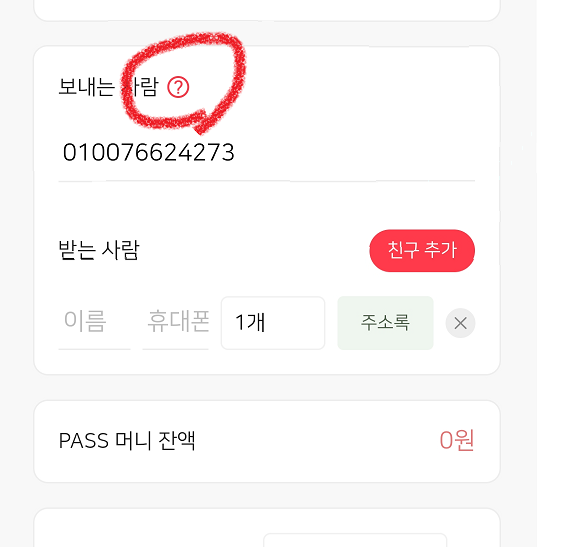 보내는 사람 ?
010076624273
받는 사람 친구 추가
이름 휴대폰 1개 주소록
PASS 머니 잔액 0원